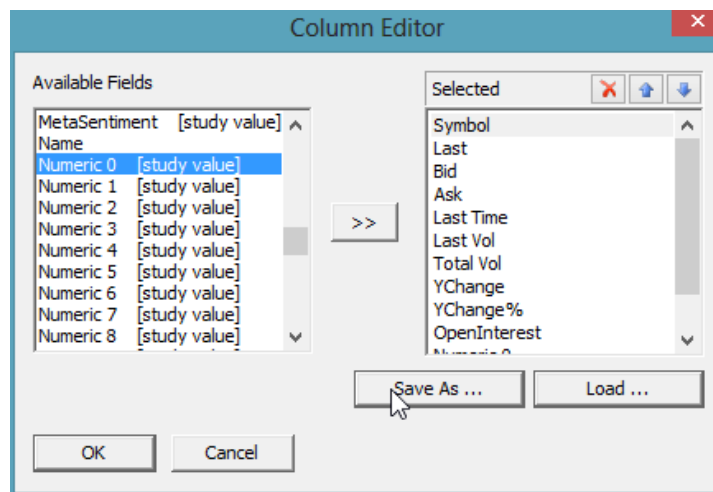 Column Editor
Available Fields
MetaSentiment [study value]
Name
Numeric 0 [study value]
Numeric 1 [study value]
Numeric 2 [study value]
Numeric 3 [study value]
Numeric 4 [study value]
Numeric 5 [study value]
Numeric 6 [study value]
Numeric 7 [study value]
Numeric 8 [study value]
>>
Selected
Symbol
Last
Bid
Ask
Last Time
Last Vol
Total Vol
YChange
YChange%
OpenInterest
Save As ...
Load ...
OK
Cancel